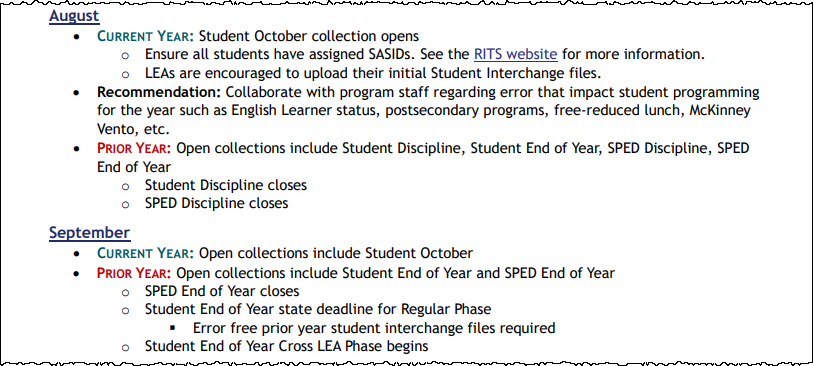 August
• CURRENT YEAR: Student October collection opens
o Ensure all students have assigned SASIDs. See the RITS website for more information.
o LEAs are encouraged to upload their initial Student Interchange files.
• Recommendation: Collaborate with program staff regarding error that impact student programming
for the year such as English Learner status, postsecondary programs, free-reduced lunch, McKinney
Vento, etc.
• PRIOR YEAR: Open collections include Student Discipline, Student End of Year, SPED Discipline, SPED
End of Year
o Student Discipline closes
o SPED Discipline closes
September
• CURRENT YEAR: Open collections include Student October
• PRIOR YEAR: Open collections include Student End of Year and SPED End of Year
o SPED End of Year closes
o Student End of Year state deadline for Regular Phase
▪ Error free prior year student interchange files required
o Student End of Year Cross LEA Phase begins